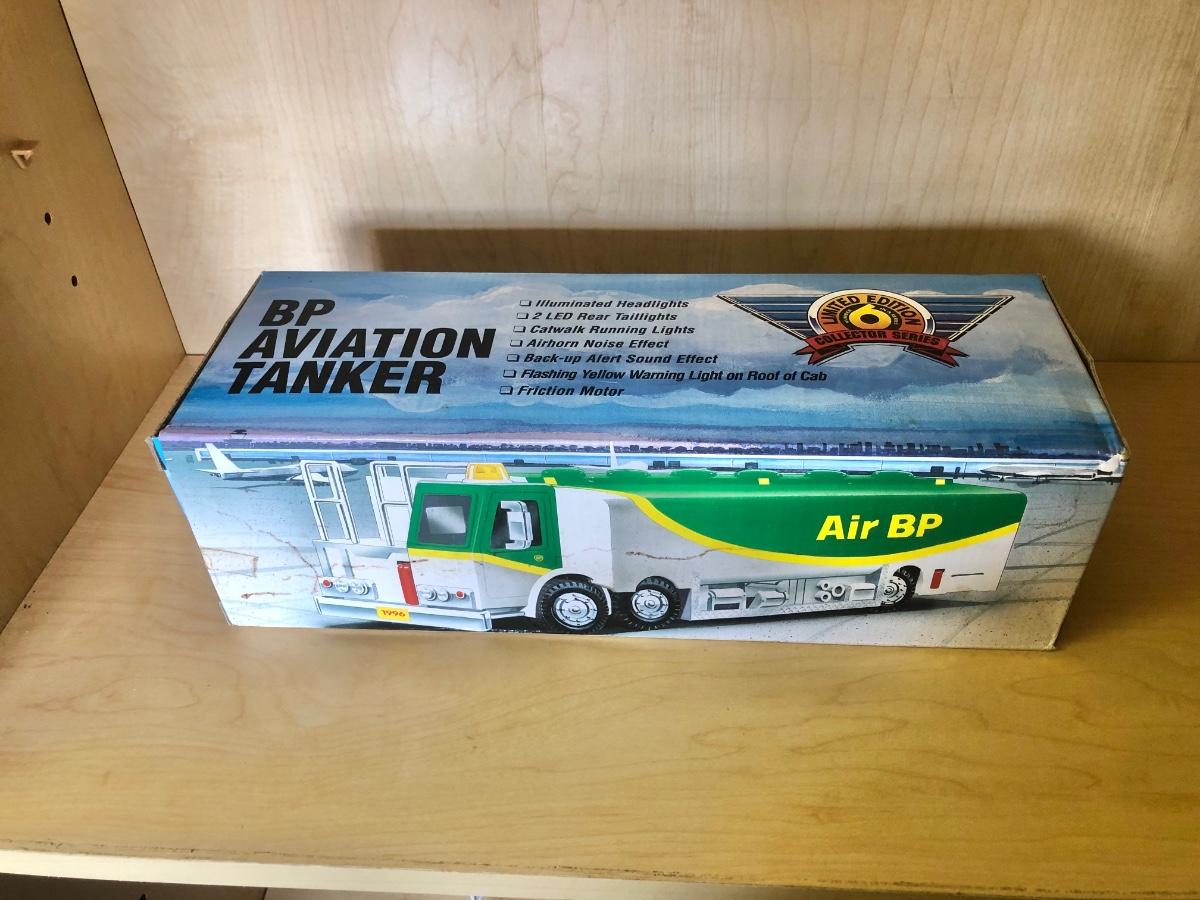 BP
AVIATION
TANKER
❑ Illuminated Headlights
❑ 2 LED Rear Taillights
❑ Catwalk Running Lights
❑ Airhorn Noise Effect
❑ Back-up Alert Sound Effect
❑ Flashing Yellow Warning Light on Roof of Cab
❑ Friction Motor
LIMITED EDITION
6
COLLECTOR SERIES
Air BP
1996